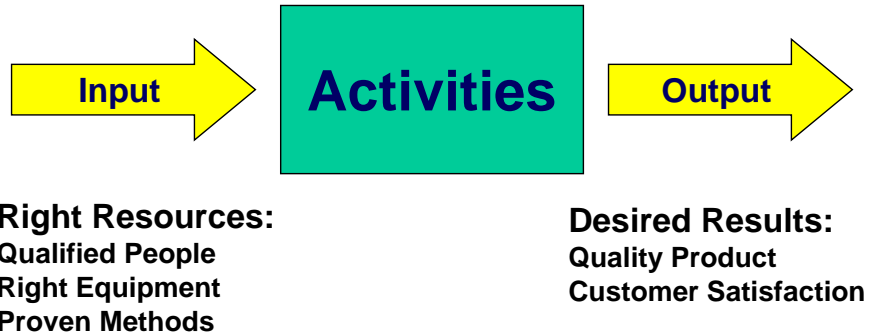 Input
Activities
Output
Right Resources:
Qualified People
Right Equipment
Proven Methods
Desired Results:
Quality Product
Customer Satisfaction